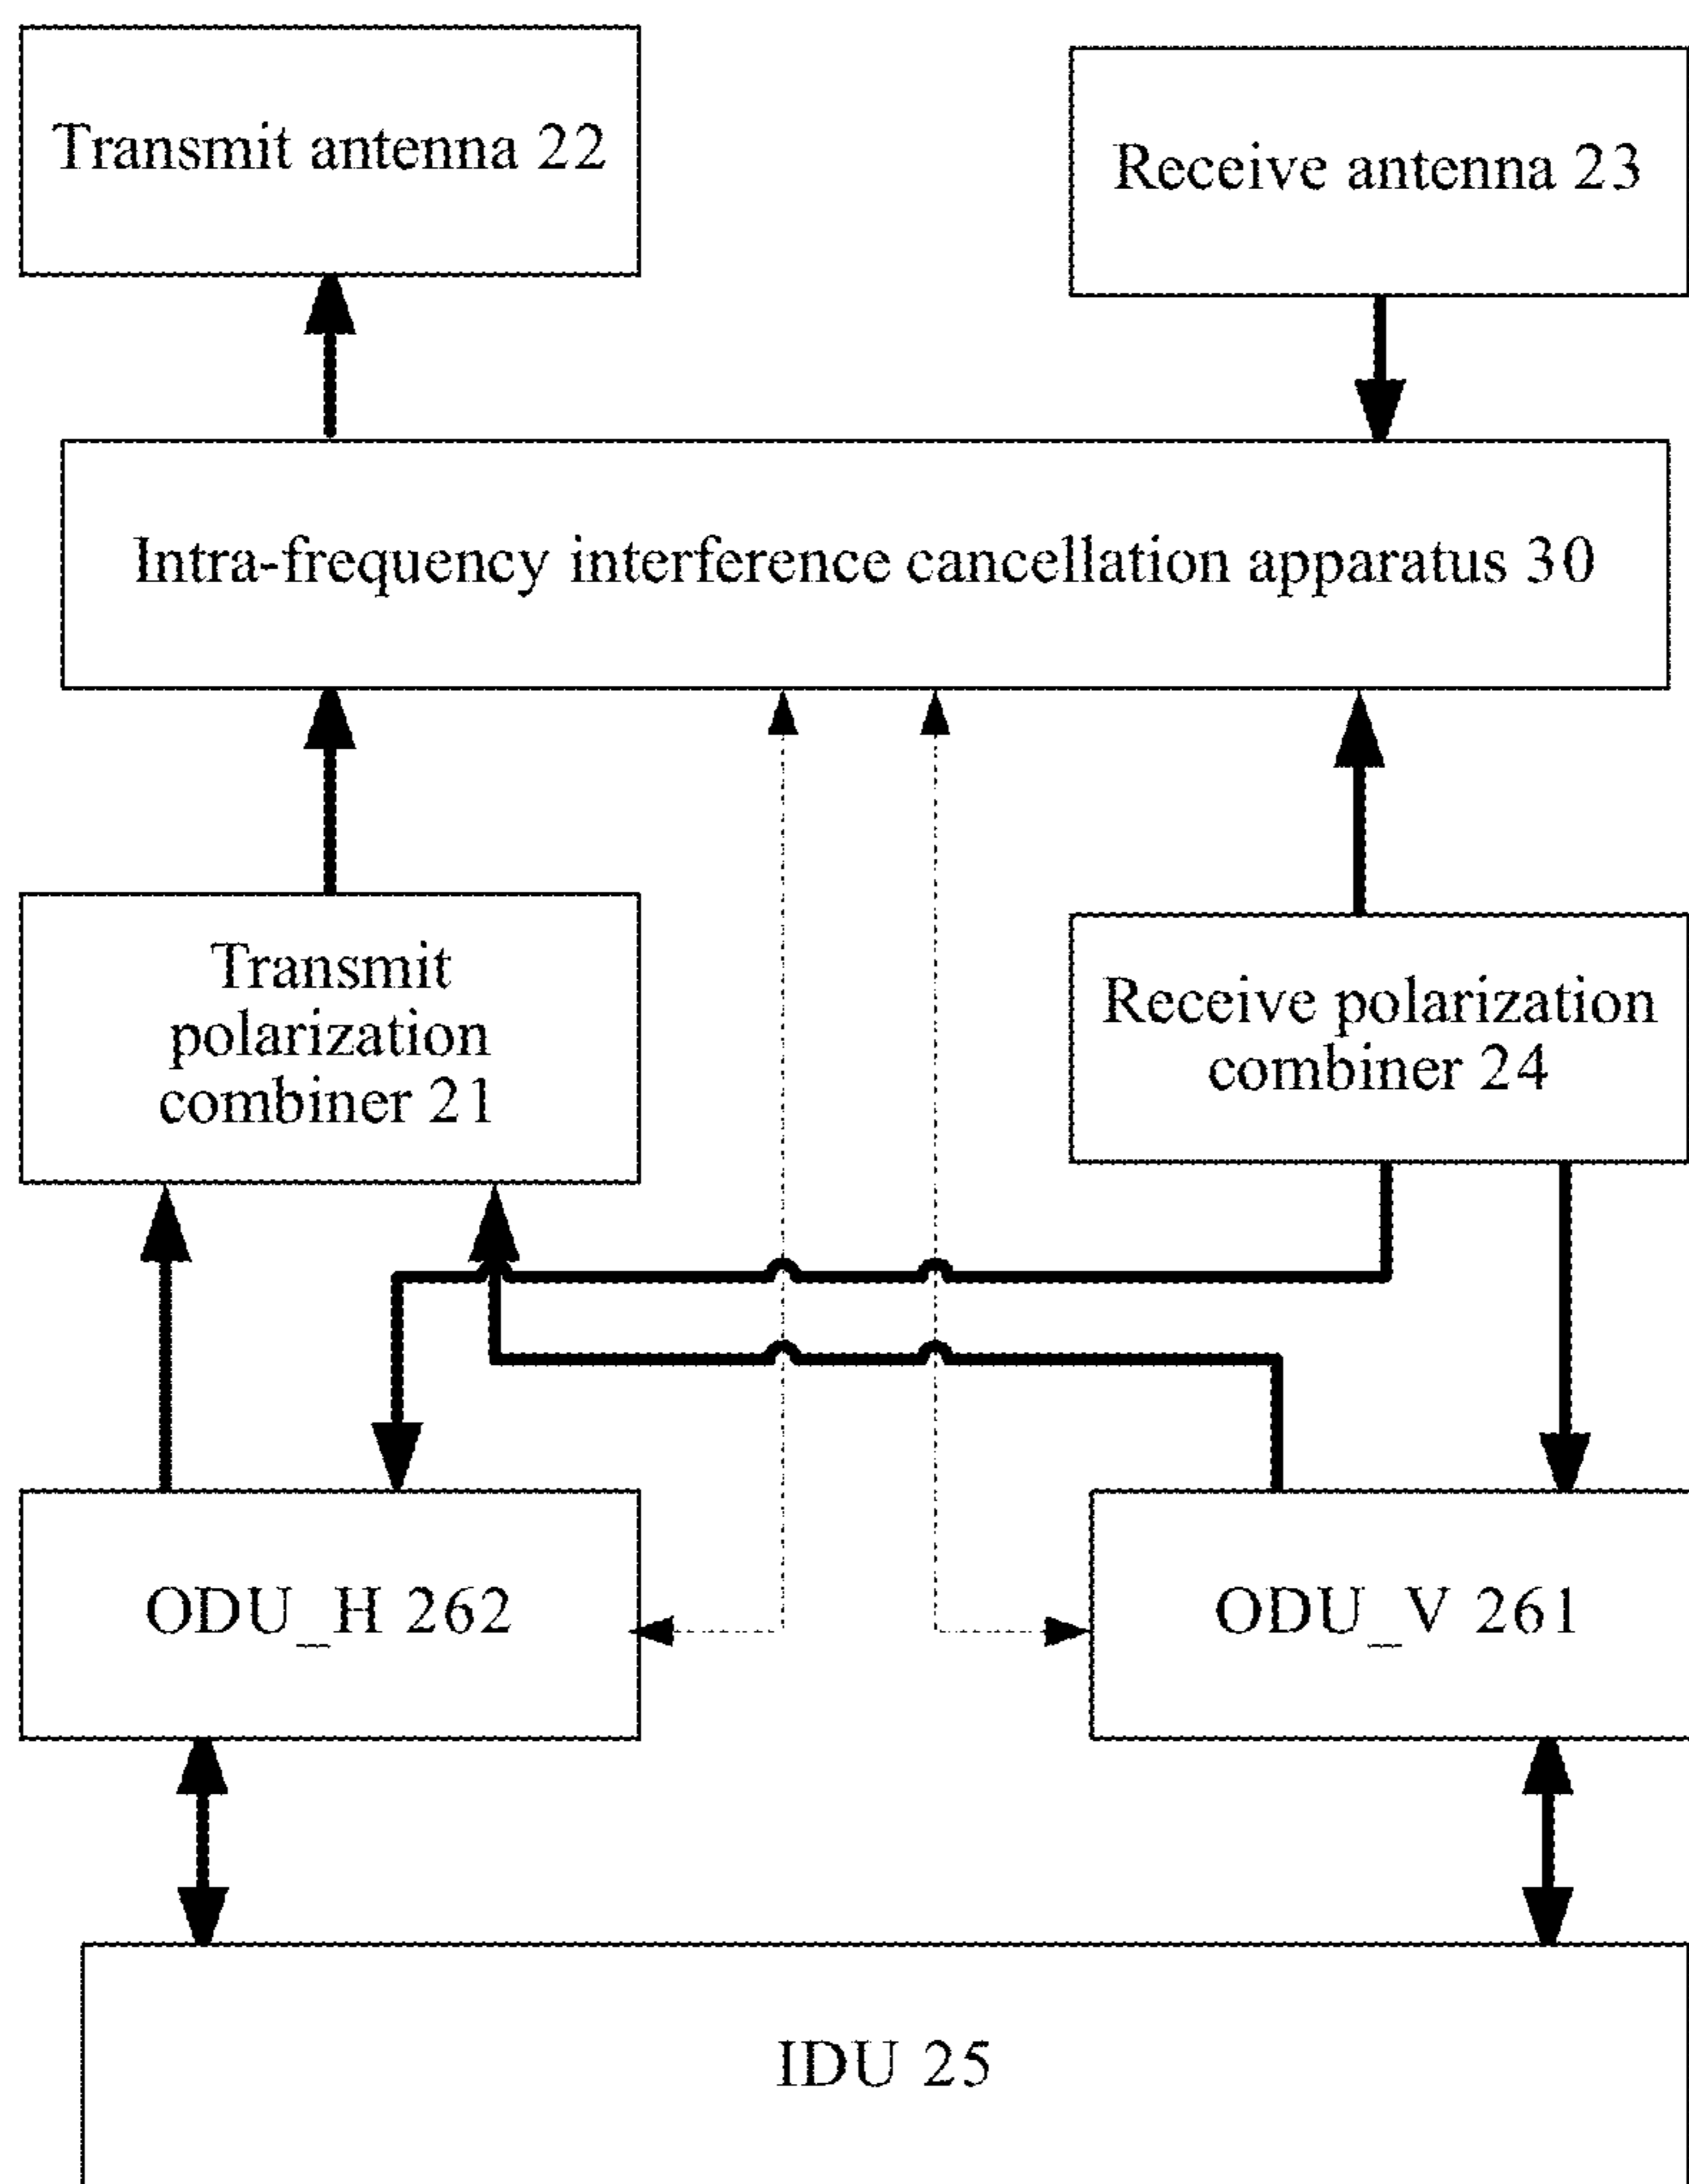 Transmit antenna 22
Receive antenna 23
Intra-frequency interference cancellation apparatus 30
Transmit
polarization
combiner 21
Receive polarization
combiner 24
ODU_H 262
ODU_V 261
IDU 25